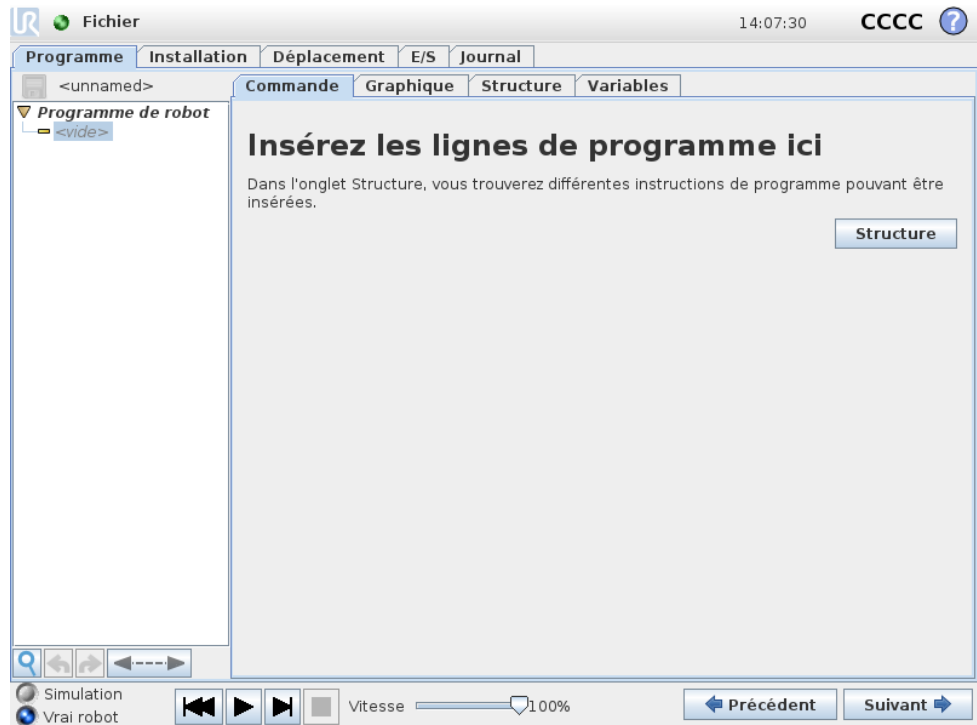 UR Fichier 14:07:30 CCCC ?
Programme Installation Déplacement E/S Journal
<unnamed> Commande Graphique Structure Variables
Programme de robot
<vide>
Insérez les lignes de programme ici
Dans l'onglet Structure, vous trouverez différentes instructions de programme pouvant être
insérées.
Structure
Simulation
Vrai robot
Vitesse 100%
Précédent Suivant